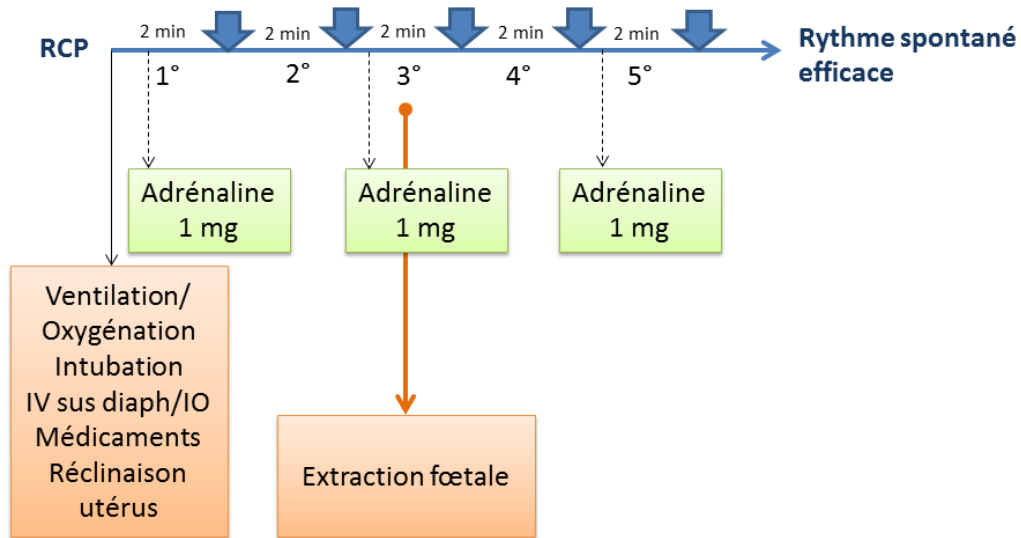 RCP
2 min
2 min
2 min
2 min
2 min
Rythme spontané
efficace
1°
2°
3°
4°
5°
Adrénaline
1 mg
Adrénaline
1 mg
Adrénaline
1 mg
Ventilation/
Oxygénation
Intubation
IV sus diaph/IO
Médicaments
Réclinaison
utérus
Extraction fœtale